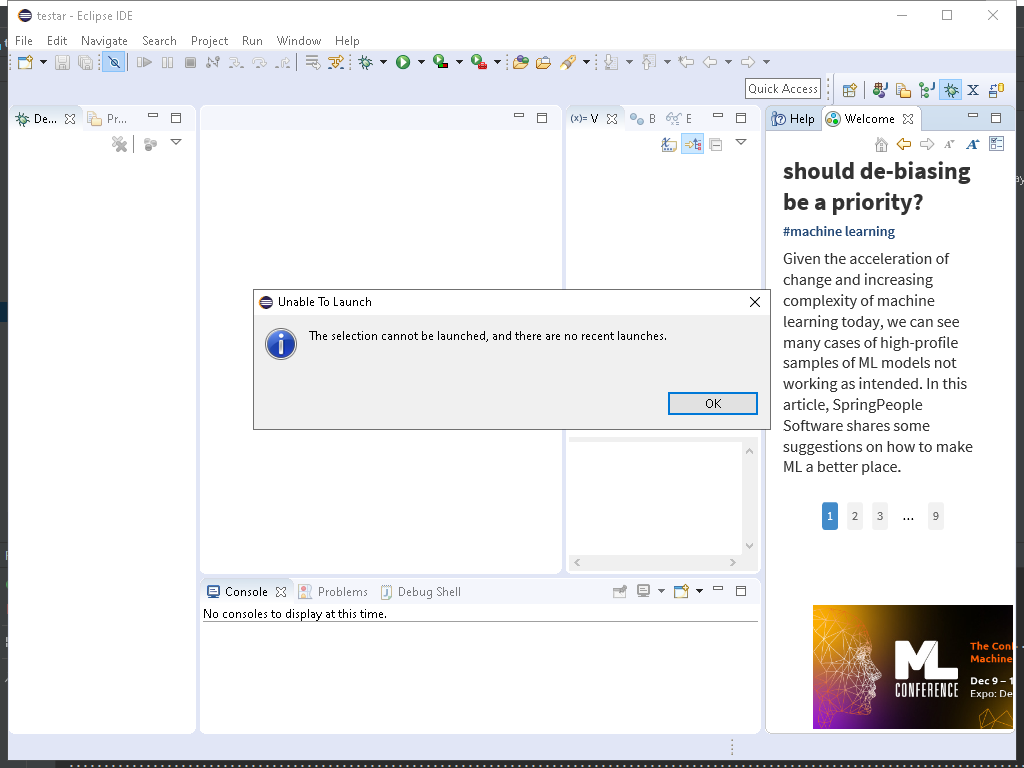 testar - Eclipse IDE
File Edit Navigate Search Project Run Window Help
Quick Access
De... Pr...
(x)= V B E
Help Welcome
should de-biasing
be a priority?
#machine learning
Given the acceleration of
change and increasing
complexity of machine
learning today, we can see
many cases of high-profile
samples of ML models not
working as intended. In this
article, SpringPeople
Software shares some
suggestions on how to make
ML a better place.
1 2 3 ... 9
Unable To Launch
The selection cannot be launched, and there are no recent launches.
OK
Console Problems Debug Shell
No consoles to display at this time.
ML
CONFERENCE
The Con
Machine
Dec 9 – 1
Expo: De